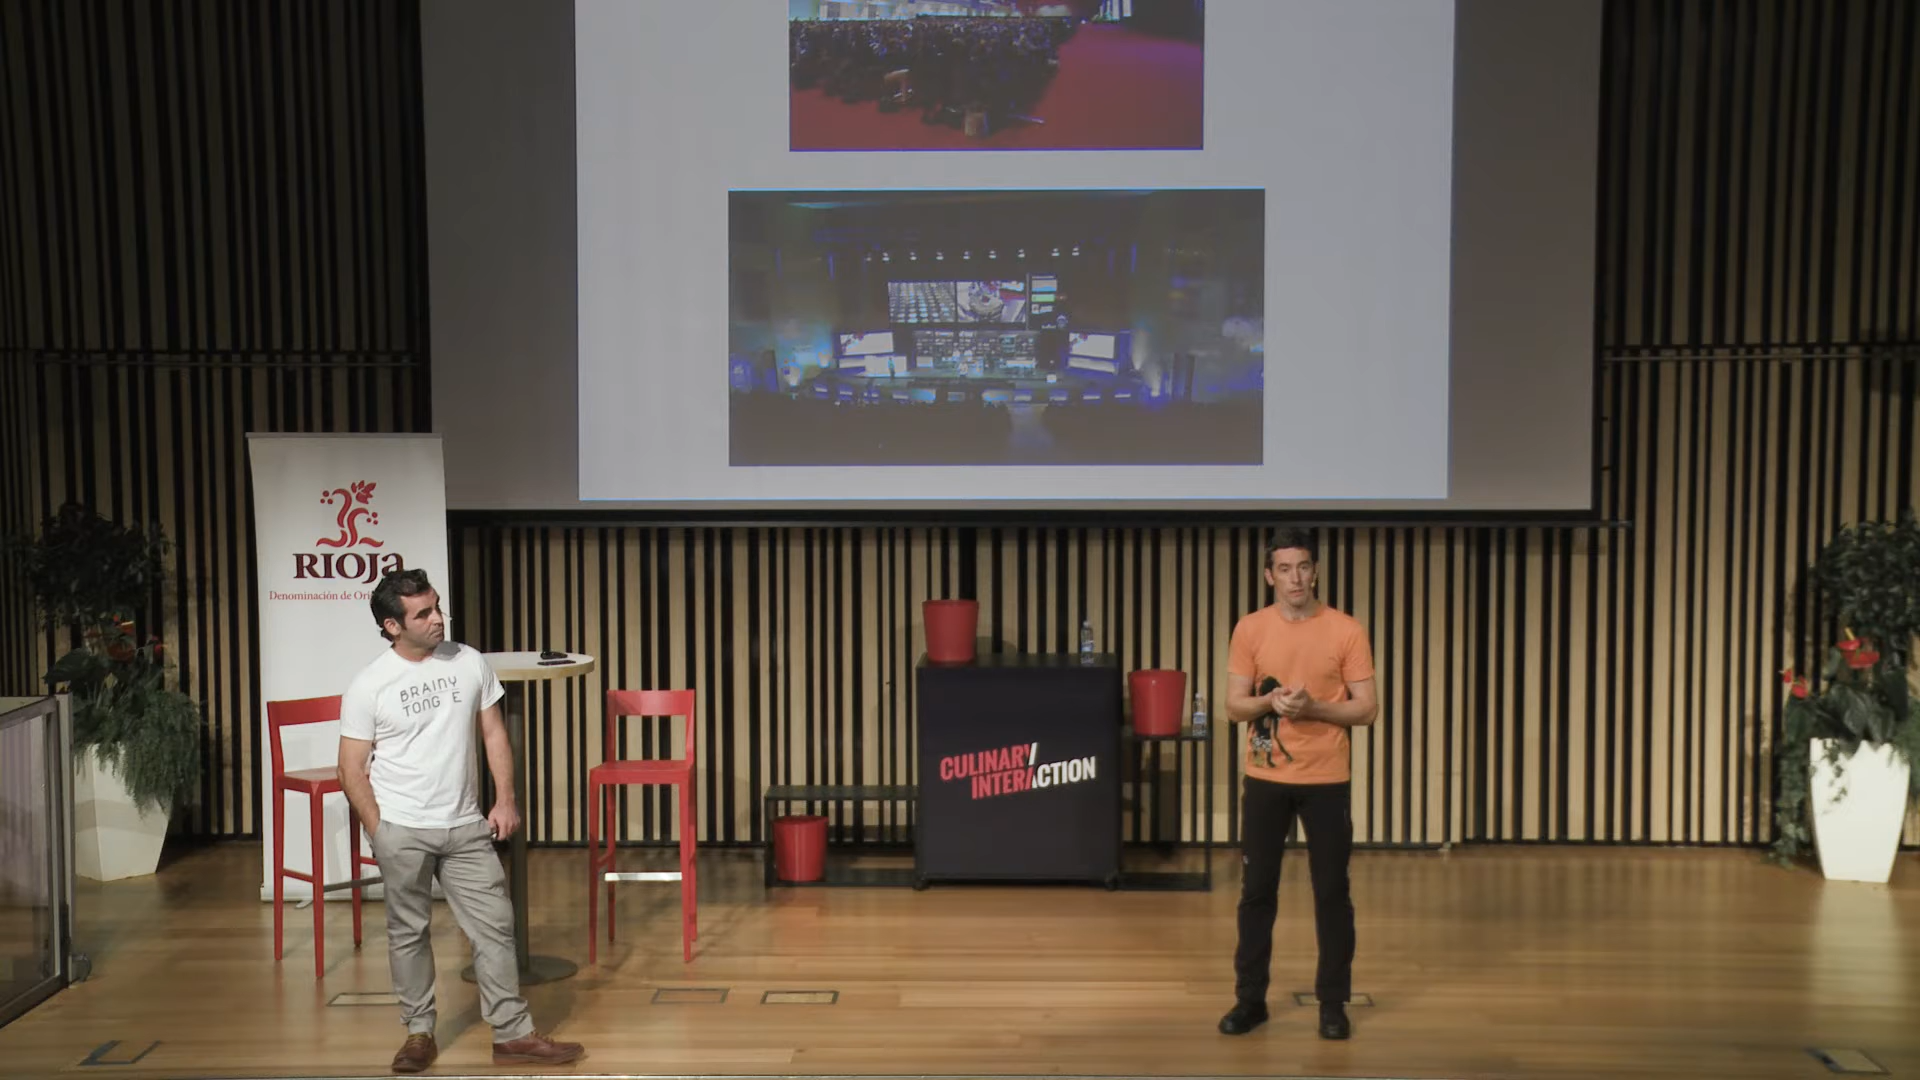 RIOJa
Denominación de Ori
BRAINY
TONG E
CULINARY
INTERACTION